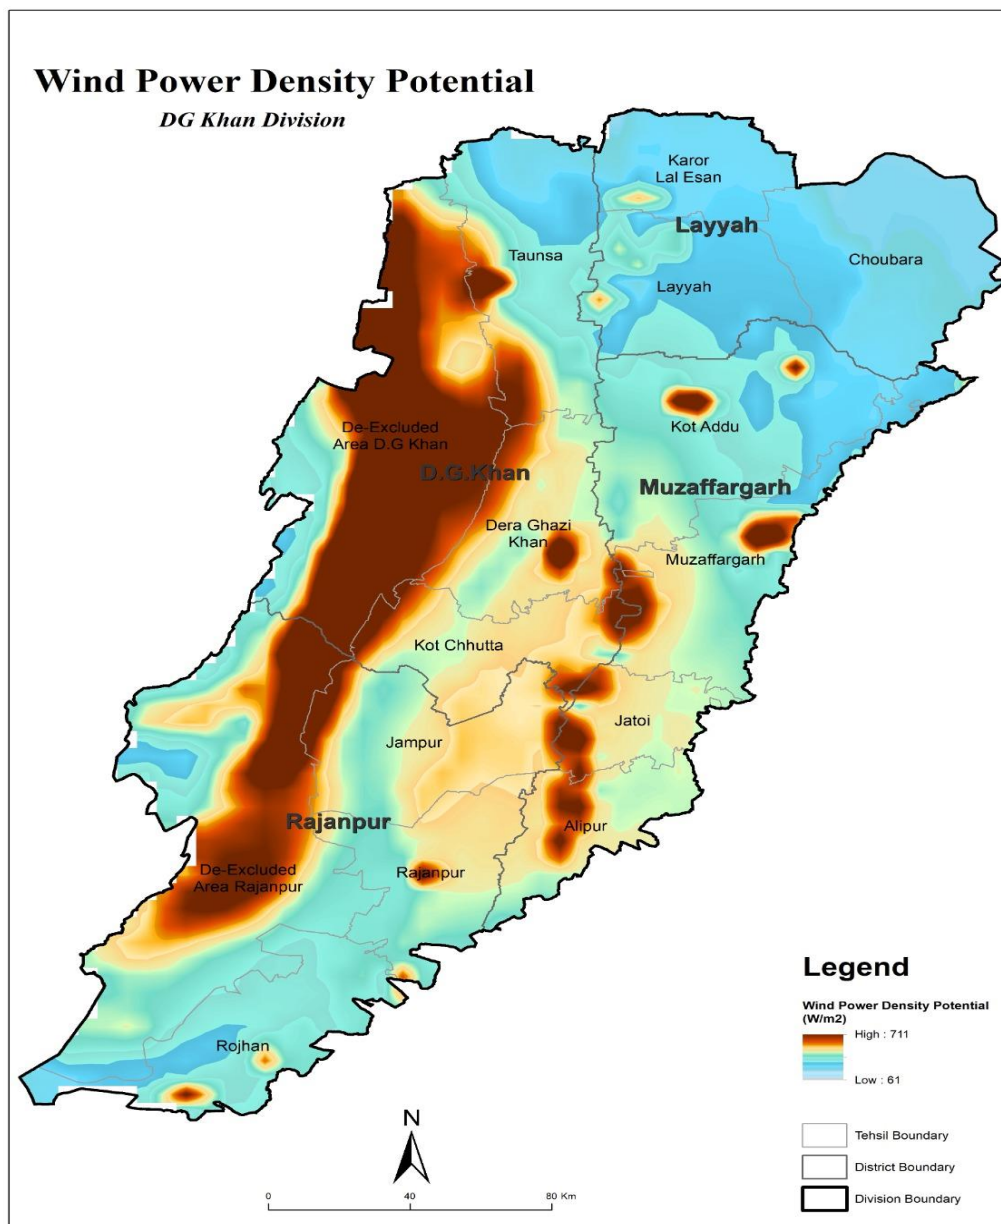 Wind Power Density Potential
DG Khan Division
Karor
Lal Esan
Layyah
Taunsa
Choubara
Layyah
Kot Addu
De-Excluded
Area D.G Khan
D.G.Khan
Muzaffargarh
Dera Ghazi
Khan
Muzaffargarh
Kot Chhutta
Jatoi
Jampur
Rajanpur
Alipur
De-Excluded
Area Rajanpur
Rajanpur
Legend
Wind Power Density Potential
(W/m2)
High : 711
Low : 61
Rojhan
N
Tehsil Boundary
District Boundary
Division Boundary
0 40 80 Km